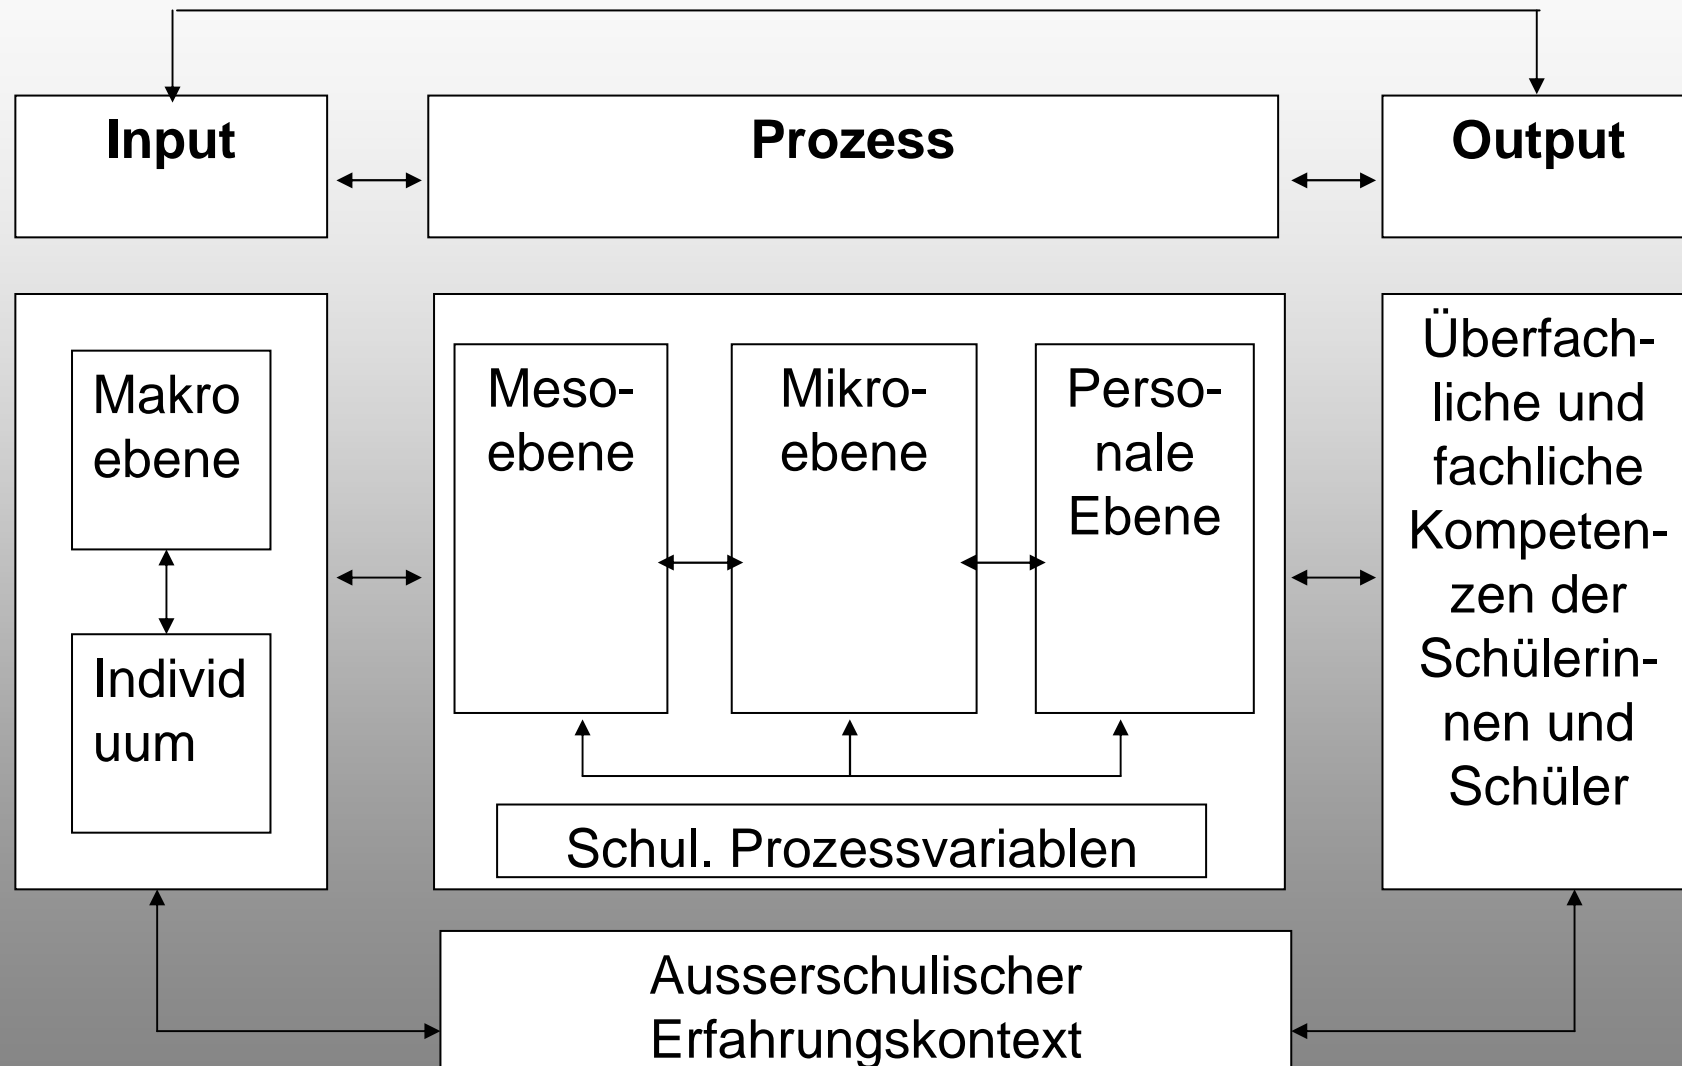 Input
Prozess
Output
Makro
ebene
Individ
uum
Meso-
ebene
Mikro-
ebene
Perso-
nale
Ebene
Schul. Prozessvariablen
Überfach-
liche und
fachliche
Kompeten-
zen der
Schülerin-
nen und
Schüler
Ausserschulischer
Erfahrungskontext